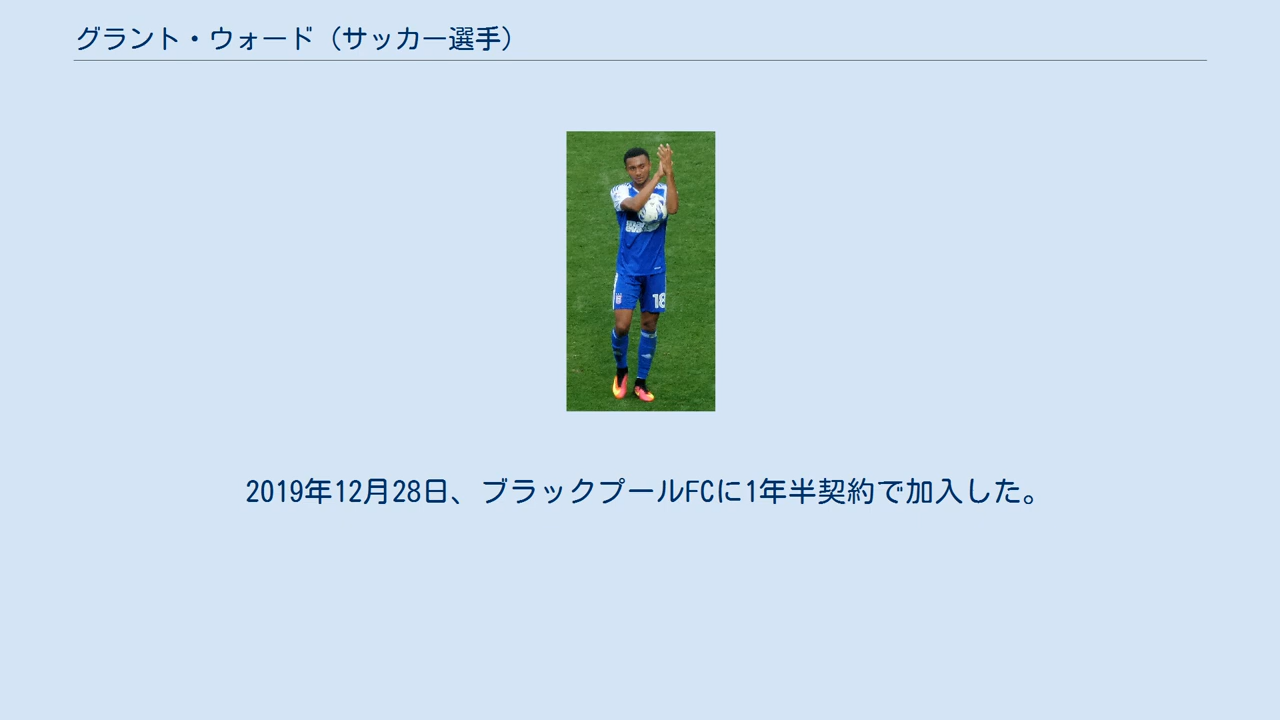 グラント・ウォード（サッカー選手）
18
2019年12月28日、ブラックプールFCに1年半契約で加入した。